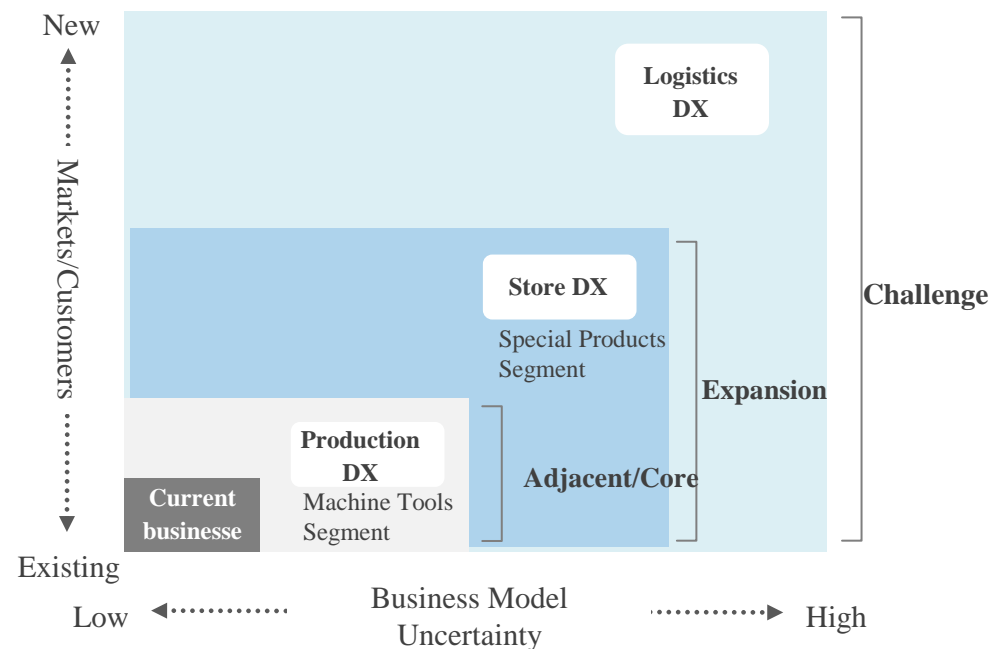 New
Markets/Customers
Existing
Logistics
DX
Store DX
Special Products
Segment
Production
DX
Machine Tools
Segment
Current
businesse
Adjacent/Core
Expansion
Challenge
Low
Business Model
Uncertainty
High